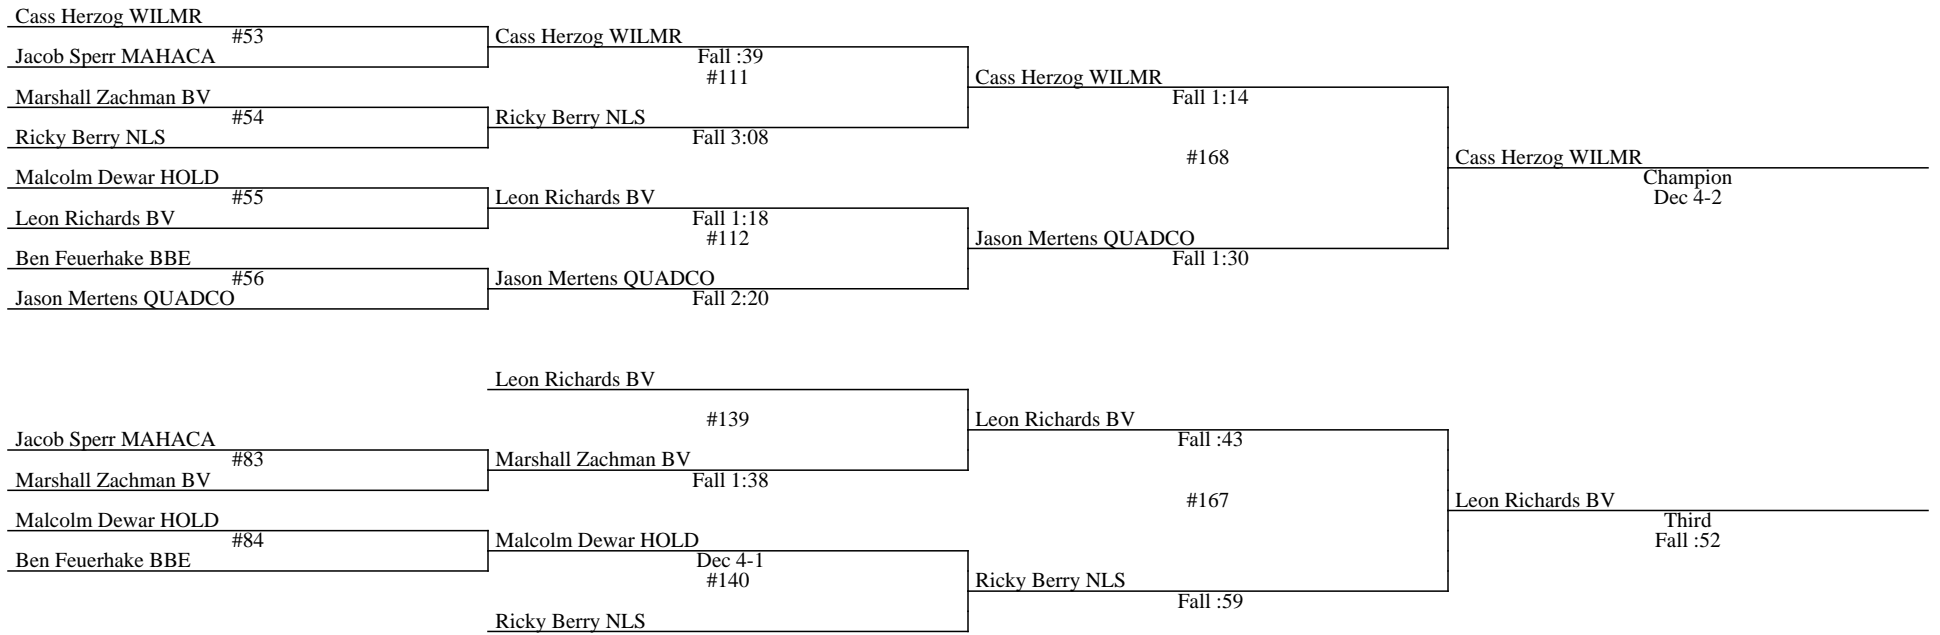 Cass Herzog WILMR
#53
Jacob Sperr MAHACA
Cass Herzog WILMR
Fall :39
#111
Marshall Zachman BV
#54
Ricky Berry NLS
Ricky Berry NLS
Fall 3:08
Cass Herzog WILMR
Fall 1:14
#168
Malcolm Dewar HOLD
#55
Leon Richards BV
Leon Richards BV
Fall 1:18
#112
Ben Feuerhake BBE
#56
Jason Mertens QUADCO
Jason Mertens QUADCO
Fall 2:20
Jason Mertens QUADCO
Fall 1:30
Cass Herzog WILMR
Champion
Dec 4-2
Leon Richards BV
#139
Jacob Sperr MAHACA
#83
Marshall Zachman BV
Marshall Zachman BV
Fall 1:38
Leon Richards BV
Fall :43
#167
Malcolm Dewar HOLD
#84
Ben Feuerhake BBE
Malcolm Dewar HOLD
Dec 4-1
#140
Ricky Berry NLS
Ricky Berry NLS
Fall :59
Leon Richards BV
Third
Fall :52